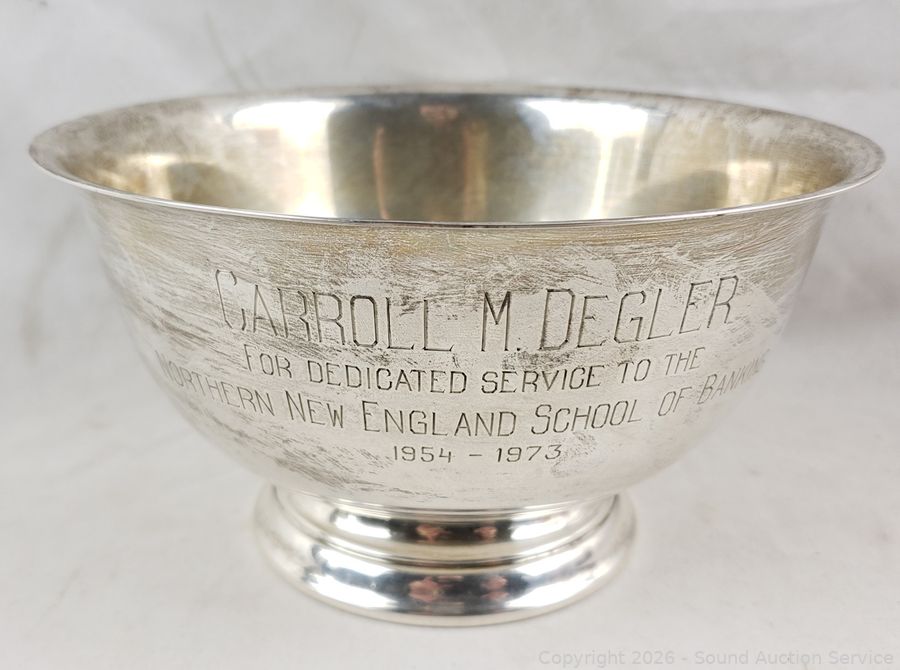 CARROLL M. DEGLER
FOR DEDICATED SERVICE TO THE
NORTHERN NEW ENGLAND SCHOOL OF BANKING
1954 - 1973
Copyright 2026 - Sound Auction Service